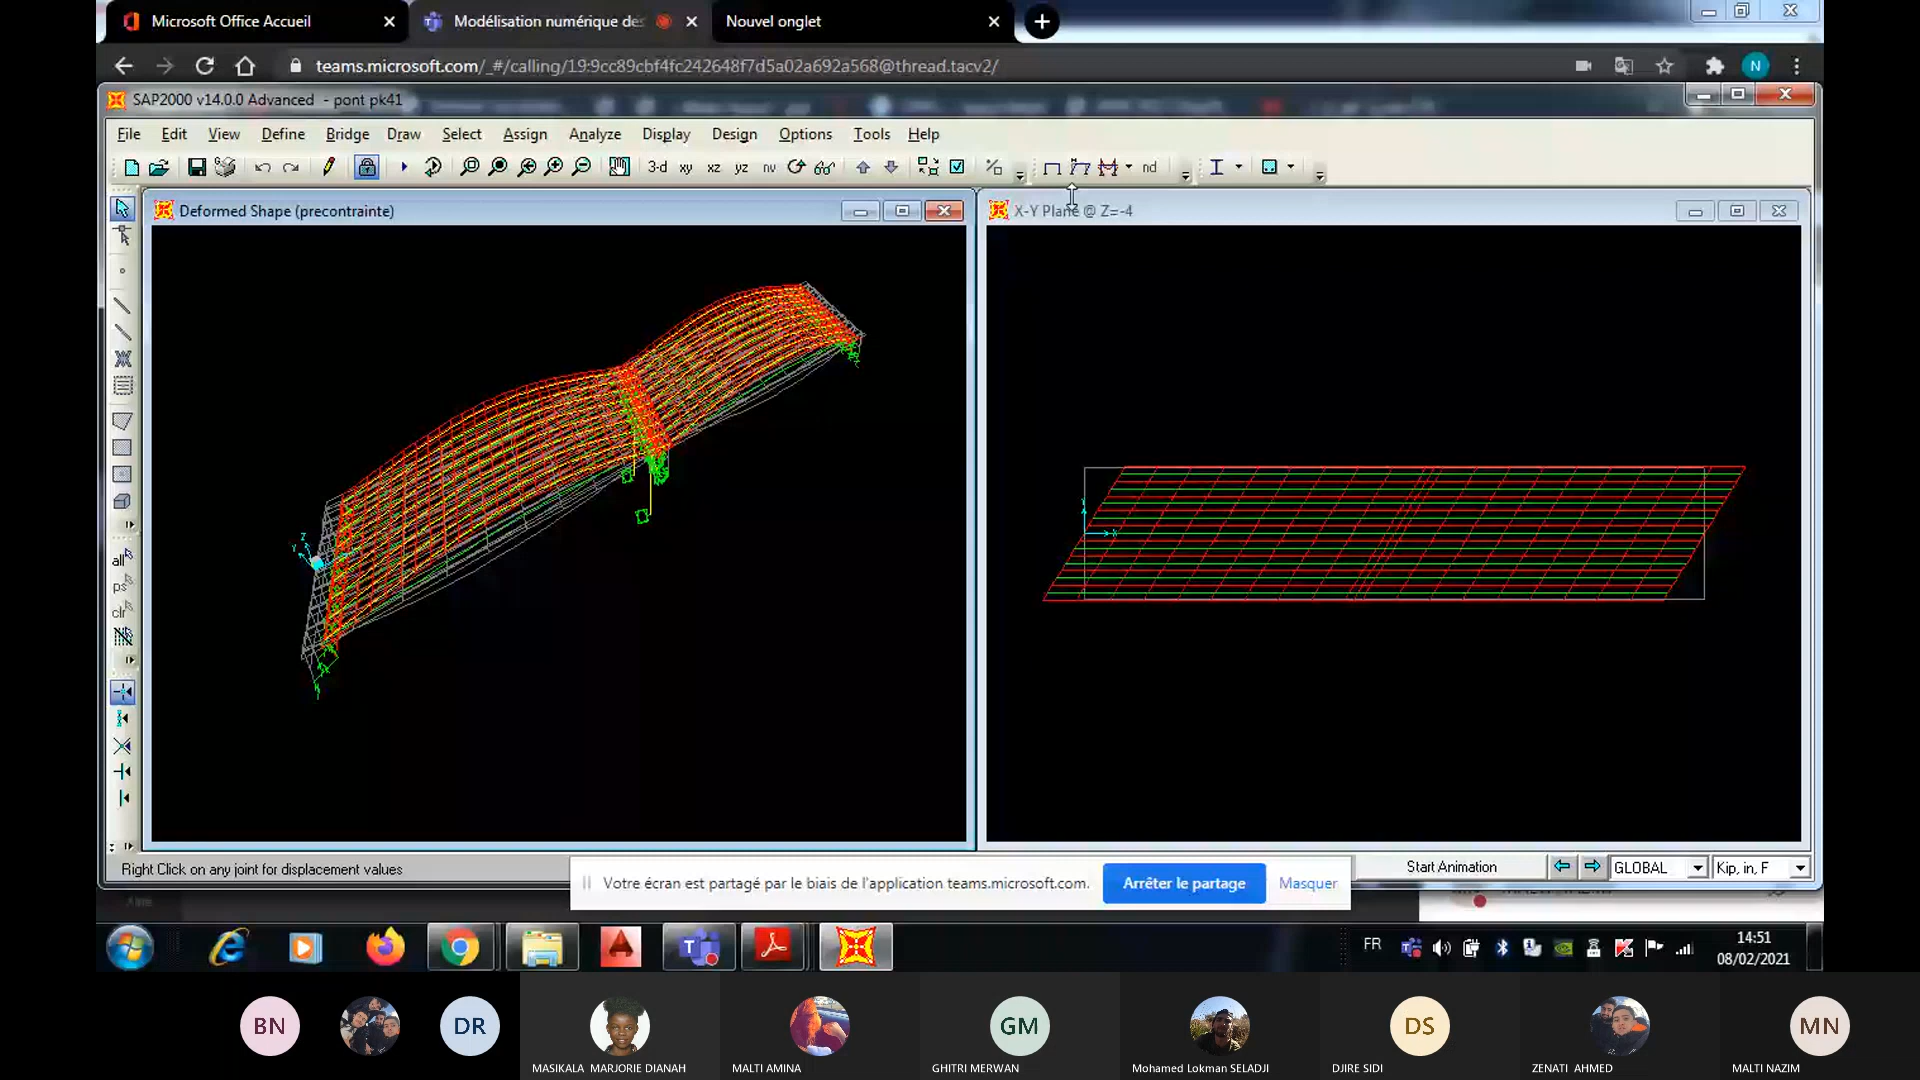 Microsoft Office Accueil
Modélisation numérique des
Nouvel onglet
teams.microsoft.com/_#/calling/19:9cc89cbf4fc242648f7d5a02a692a568@thread.tacv2/
N
SAP2000 v14.0.0 Advanced - pont pk41
File Edit View Define Bridge Draw Select Assign Analyze Display Design Options Tools Help
3-d xy xz yz nv nd
Deformed Shape (precontrainte)
X-Y Plane @ Z=-4
all
ps
clr
Z
Y
Right Click on any joint for displacement values
Start Animation
GLOBAL
Kip, in, F
Votre écran est partagé par le biais de l'application teams.microsoft.com.
Arrêter le partage
Masquer
FR
14:51
08/02/2021
BN
DR
GM
DS
MN
MASIKALA MARJORIE DIANAH
MALTI AMINA
GHITRI MERWAN
Mohamed Lokman SELADJI
DJIRE SIDI
ZENATI AHMED
MALTI NAZIM